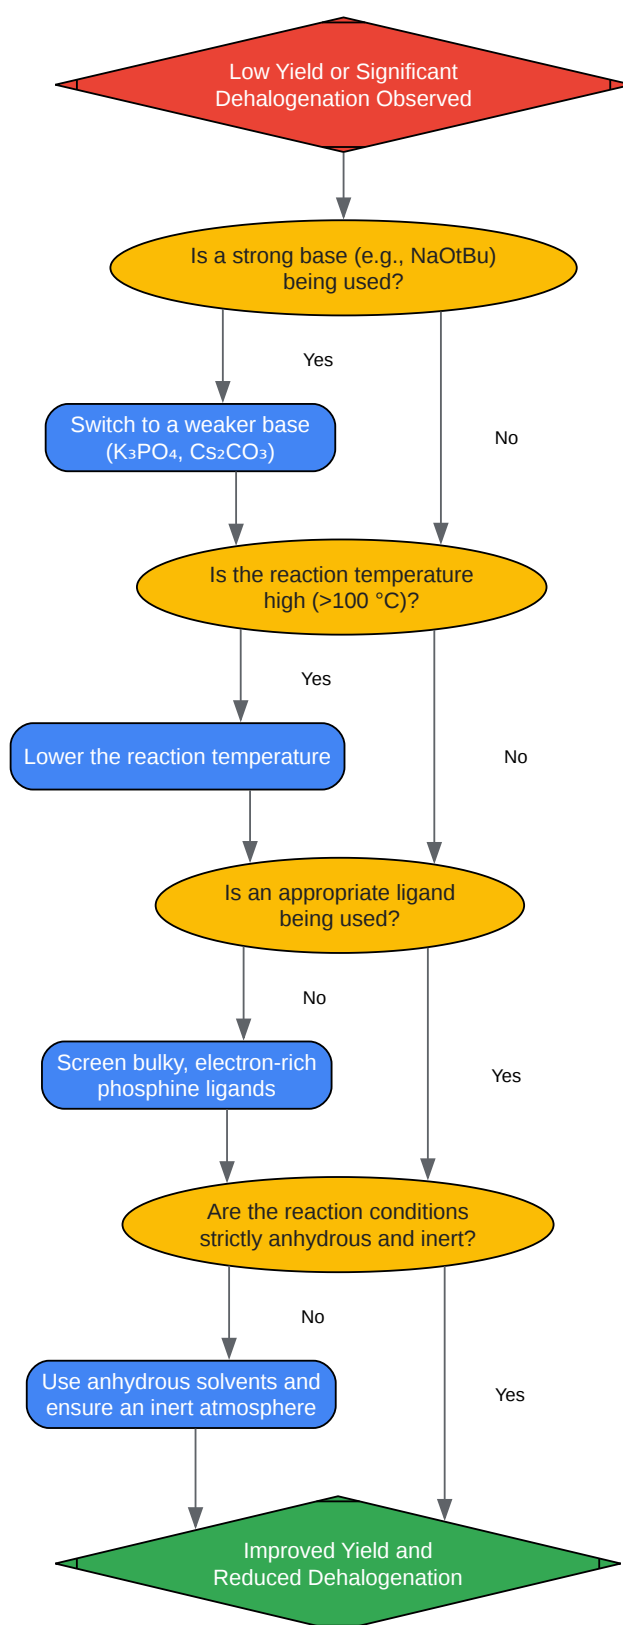 Low Yield or Significant
Dehalogenation Observed
Is a strong base (e.g., NaOtBu)
being used?
Yes
Switch to a weaker base
(K₃PO₄, Cs₂CO₃)
No
Is the reaction temperature
high (>100 °C)?
Yes
Lower the reaction temperature
No
Is an appropriate ligand
being used?
No
Screen bulky, electron-rich
phosphine ligands
Yes
Are the reaction conditions
strictly anhydrous and inert?
No
Use anhydrous solvents and
ensure an inert atmosphere
Yes
Improved Yield and
Reduced Dehalogenation